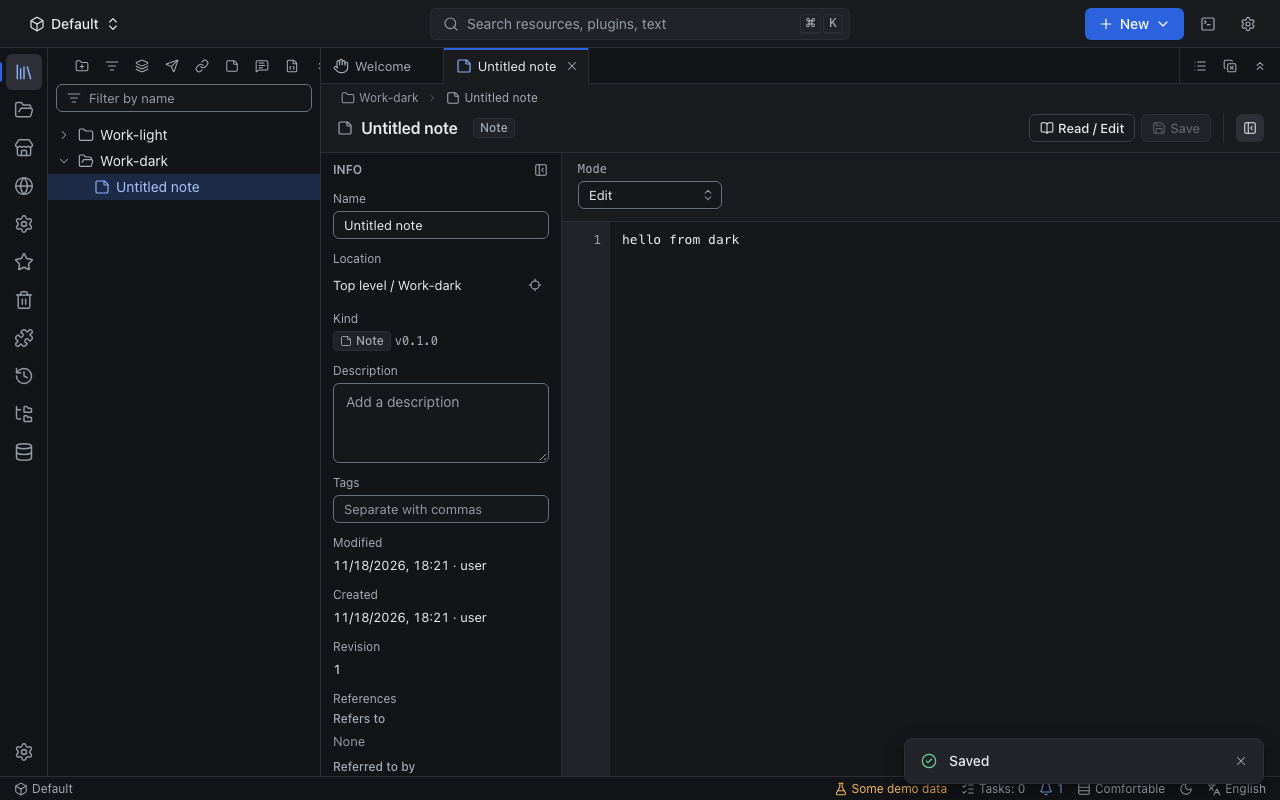 Default
Search resources, plugins, text
⌘ K
New
Welcome
Untitled note
Filter by name
Work-light
Work-dark
Untitled note
Work-dark
Untitled note
Untitled note
Note
Read / Edit
Save
INFO
Name
Untitled note
Location
Top level / Work-dark
Kind
Note v0.1.0
Description
Add a description
Tags
Separate with commas
Modified
11/18/2026, 18:21 · user
Created
11/18/2026, 18:21 · user
Revision
1
References
Refers to
None
Referred to by
Mode
Edit
1 hello from dark
Saved
Default
Some demo data
Tasks: 0
1
Comfortable
English